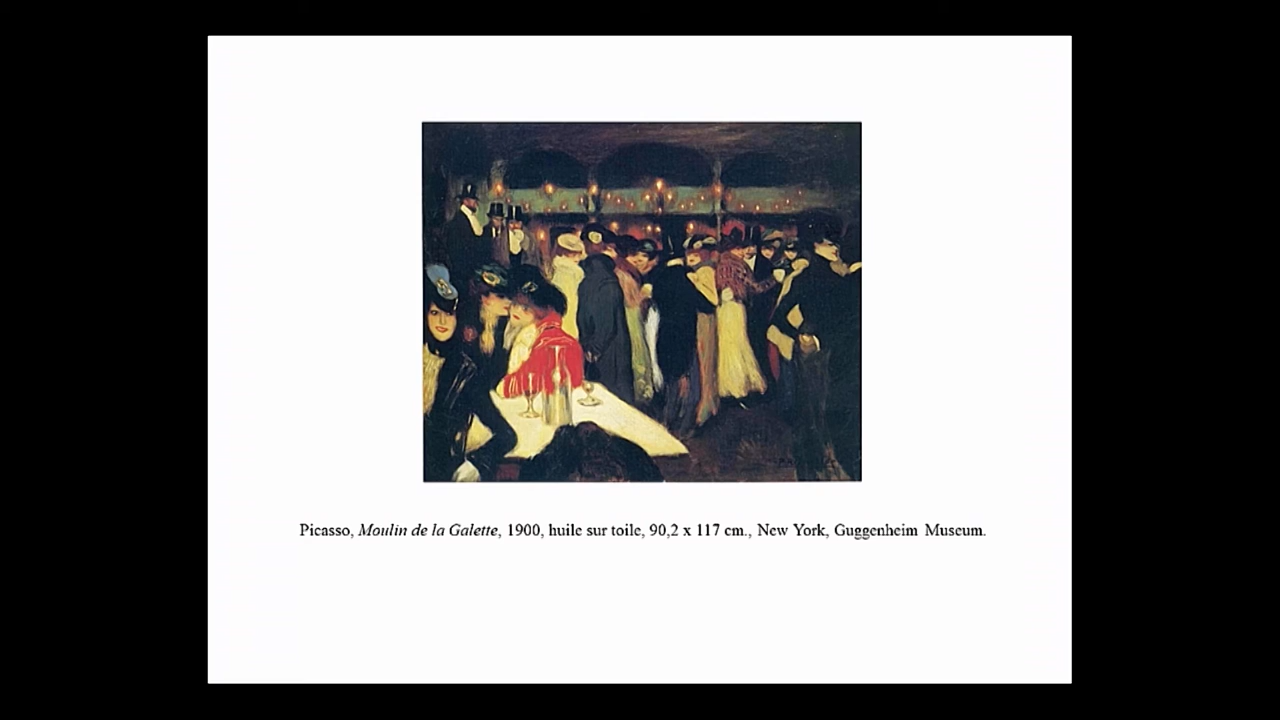 Picasso, Moulin de la Galette, 1900, huile sur toile, 90,2 x 117 cm., New York, Guggenheim Museum.